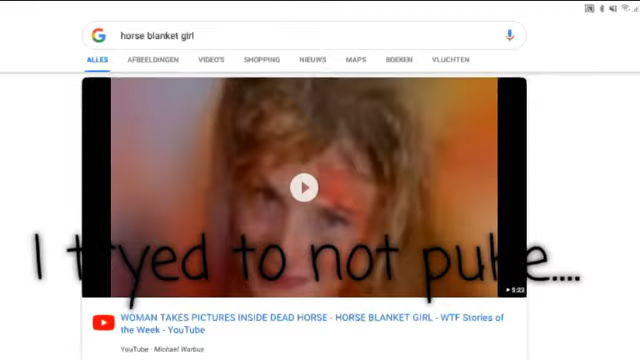 horse blanket girl
ALLES AFBEELDINGEN VIDEO'S SHOPPING NIEUWS MAPS BOEKEN VLUCHTEN
I tryed to not puke....
5:23
WOMAN TAKES PICTURES INSIDE DEAD HORSE - HORSE BLANKET GIRL - WTF Stories of
the Week - YouTube
YouTube · Michael Warbux